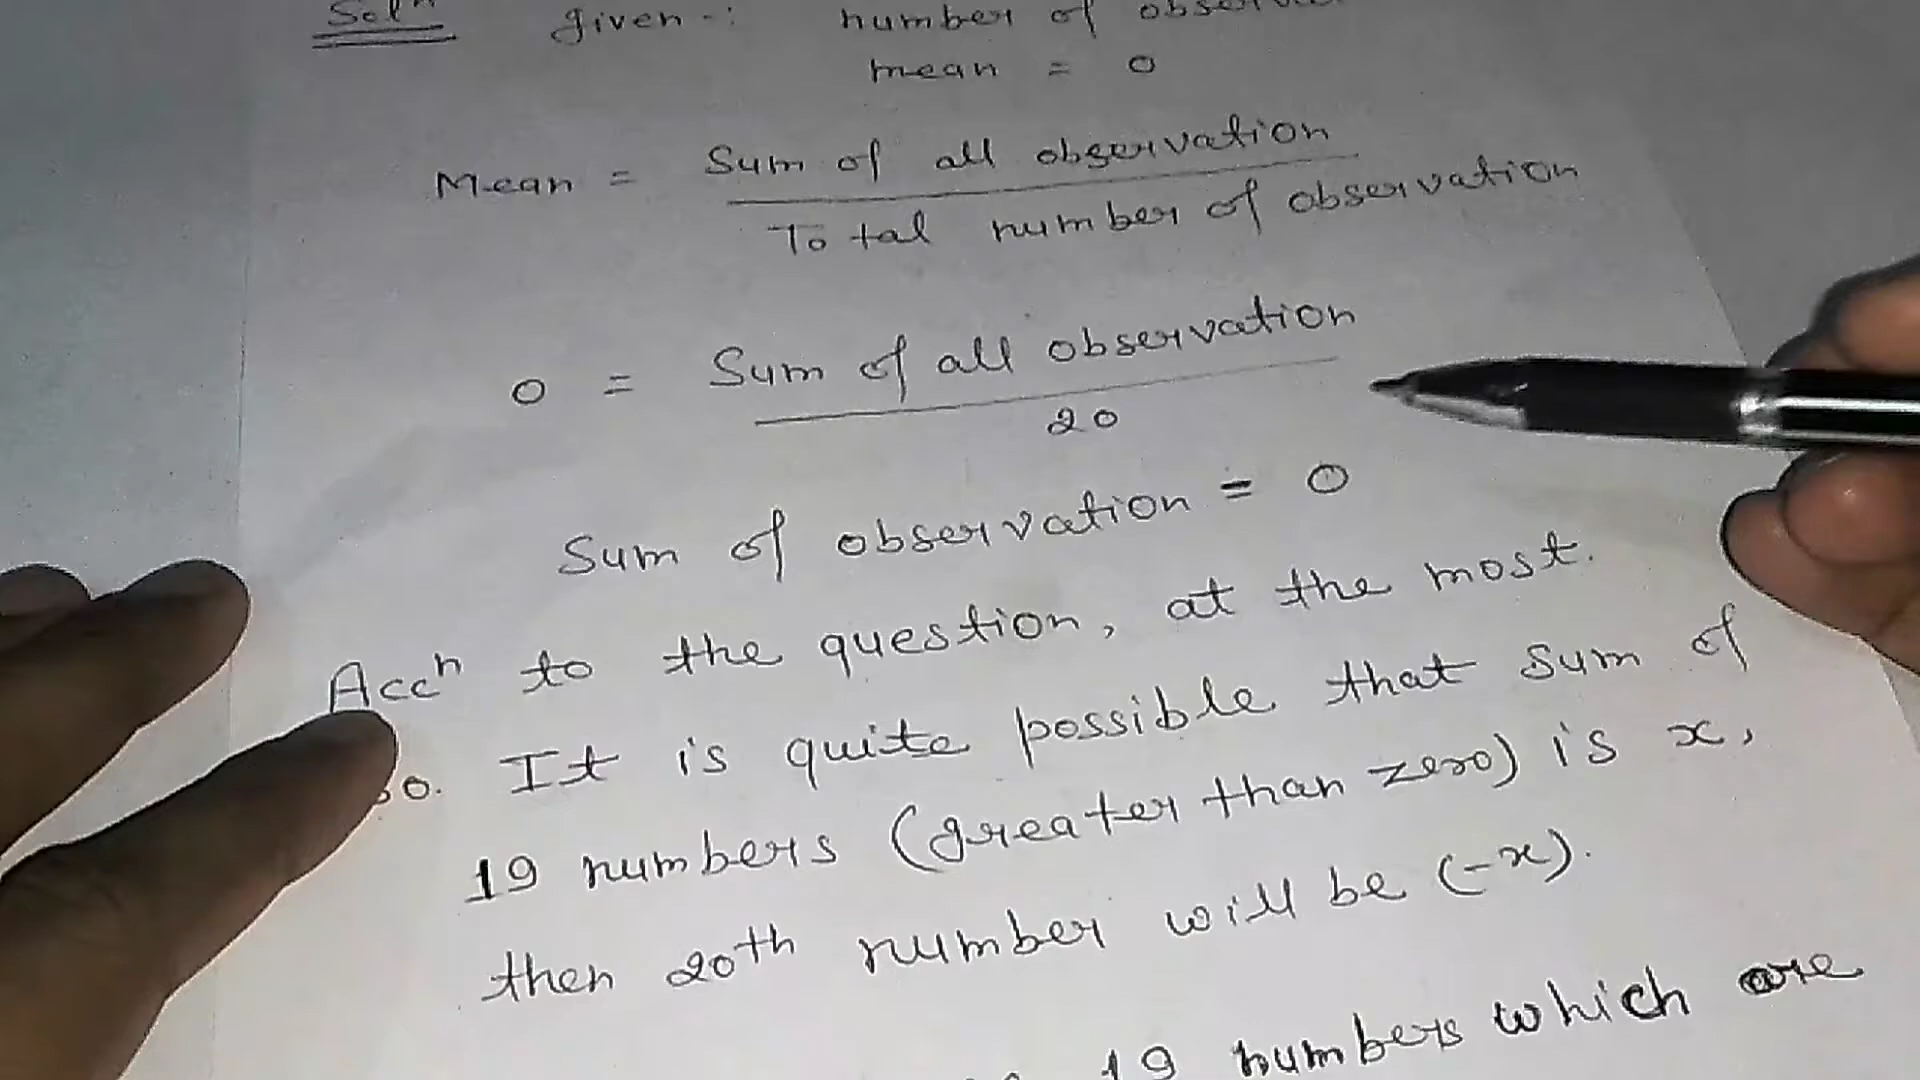 Solⁿ given -: number of
mean = 0
Mean = Sum of all observation
Total number of observation
0 = Sum of all observation
20
Sum of observation = 0
Accⁿ to the question, at the most.
so. It is quite possible that sum of
19 numbers (greater than zero) is x,
then 20th number will be (-x).
19 numbers which are